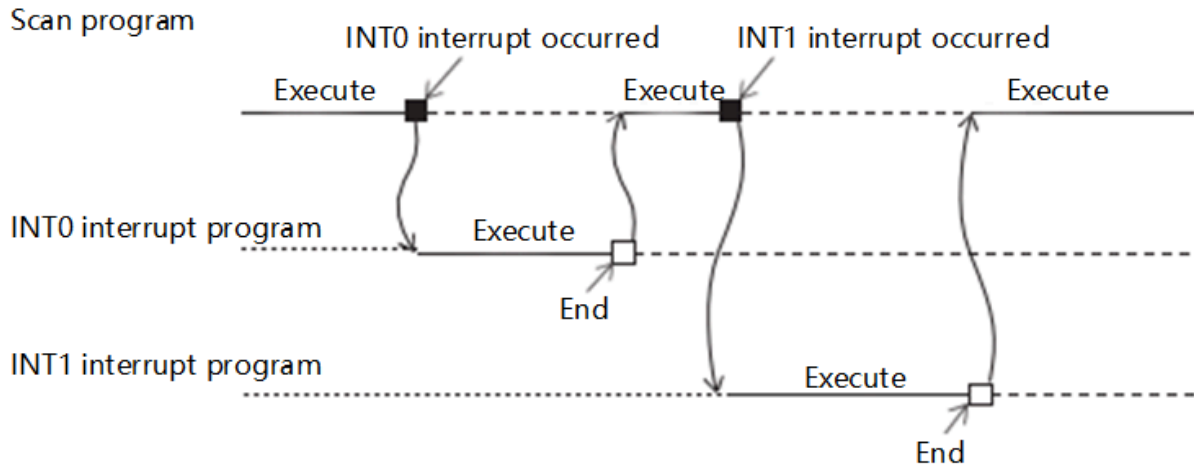 Scan program
INT0 interrupt occurred
INT1 interrupt occurred
Execute
Execute
Execute
INT0 interrupt program
Execute
End
INT1 interrupt program
Execute
End